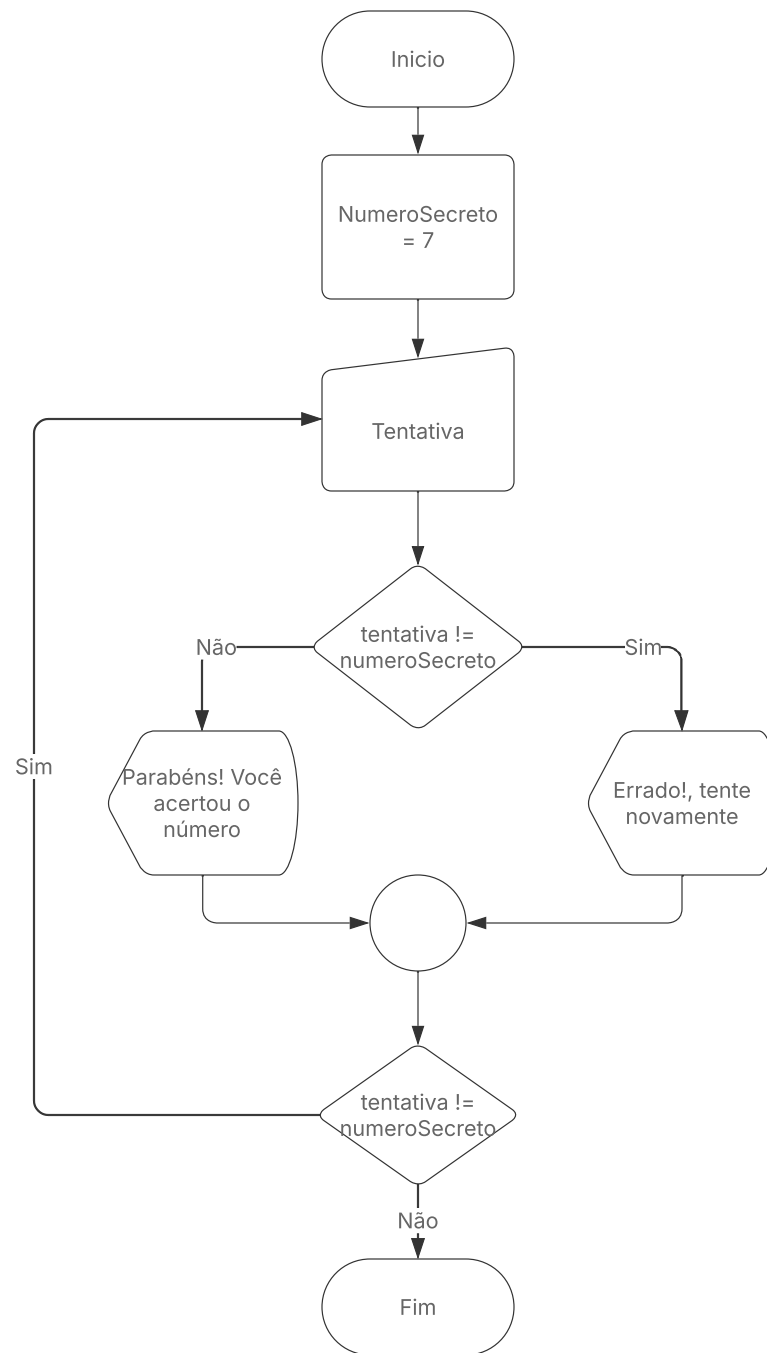 Inicio
NumeroSecreto
= 7
Tentativa
tentativa !=
numeroSecreto
Não
Sim
Sim
Parabéns! Você
acertou o
número
Errado!, tente
novamente
tentativa !=
numeroSecreto
Não
Fim